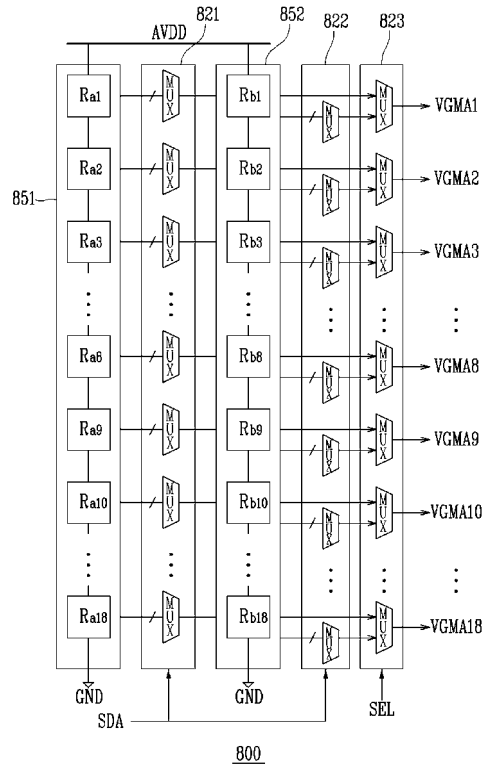 AVDD 821 852 822 823
Ra1 MUX Rb1 MUX MUX VGMA1
Ra2 MUX Rb2 MUX MUX VGMA2
851
Ra3 MUX Rb3 MUX MUX VGMA3
Ra6 MUX Rb8 MUX MUX VGMA8
Ra9 MUX Rb9 MUX MUX VGMA9
Ra10 MUX Rb10 MUX MUX VGMA10
Ra18 MUX Rb18 MUX MUX VGMA18
GND GND
SDA SEL
800